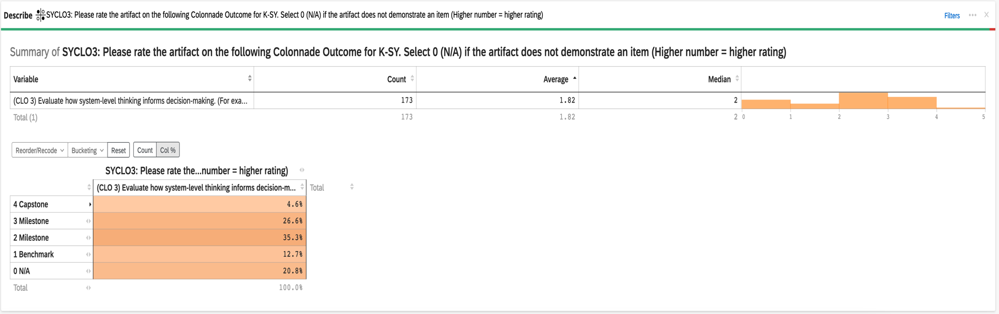 Describe SYCLO3: Please rate the artifact on the following Colonnade Outcome for K-SY. Select 0 (N/A) if the artifact does not demonstrate an item (Higher number = higher rating) Filters
Summary of SYCLO3: Please rate the artifact on the following Colonnade Outcome for K-SY. Select 0 (N/A) if the artifact does not demonstrate an item (Higher number = higher rating)
Variable Count Average Median
(CLO 3) Evaluate how system-level thinking informs decision-making. (For exa... 173 1.82 2
Total (1) 173 1.82 2 0 1 2 3 4 5
Reorder/Recode Bucketing Reset Count Col %
SYCLO3: Please rate the...number = higher rating)
(CLO 3) Evaluate how system-level thinking informs decision-m... Total
4 Capstone 4.6%
3 Milestone 26.6%
2 Milestone 35.3%
1 Benchmark 12.7%
0 N/A 20.8%
Total 100.0%